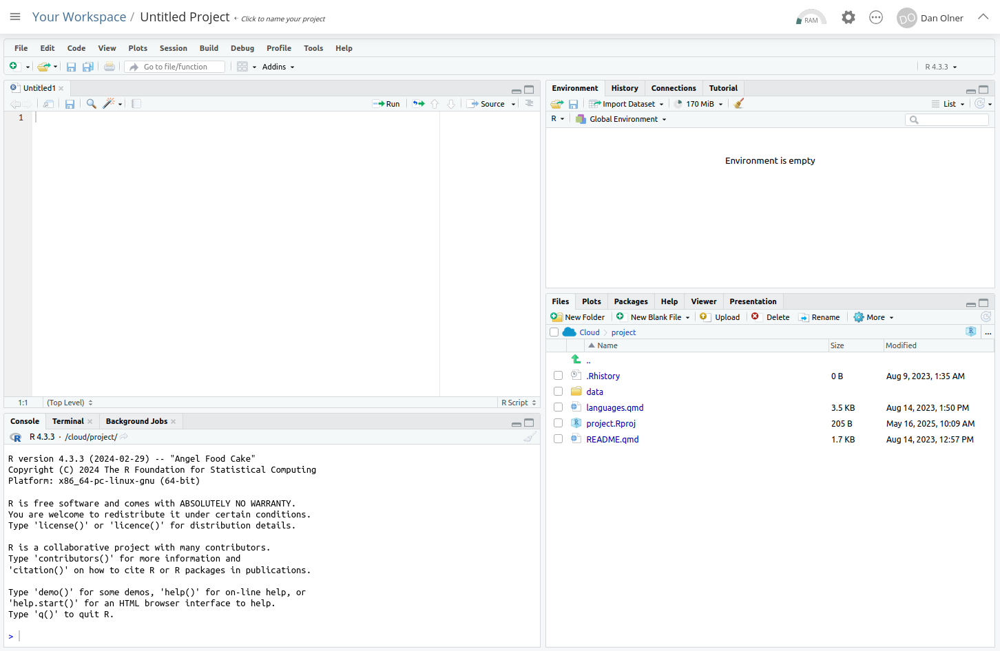 Your Workspace / Untitled Project ← Click to name your project
RAM
DO Dan Olner
File Edit Code View Plots Session Build Debug Profile Tools Help
Go to file/function
Addins
R 4.3.3
Untitled1
Run
Source
1
1:1
(Top Level)
R Script
Console Terminal Background Jobs
R 4.3.3 · /cloud/project/
R version 4.3.3 (2024-02-29) -- "Angel Food Cake"
Copyright (C) 2024 The R Foundation for Statistical Computing
Platform: x86_64-pc-linux-gnu (64-bit)
R is free software and comes with ABSOLUTELY NO WARRANTY.
You are welcome to redistribute it under certain conditions.
Type 'license()' or 'licence()' for distribution details.
R is a collaborative project with many contributors.
Type 'contributors()' for more information and
'citation()' on how to cite R or R packages in publications.
Type 'demo()' for some demos, 'help()' for on-line help, or
'help.start()' for an HTML browser interface to help.
Type 'q()' to quit R.
>
Environment History Connections Tutorial
Import Dataset 170 MiB List
R Global Environment
Environment is empty
Files Plots Packages Help Viewer Presentation
New Folder New Blank File Upload Delete Rename More
Cloud project R ...
Name Size Modified
..
.Rhistory 0 B Aug 9, 2023, 1:35 AM
data
languages.qmd 3.5 KB Aug 14, 2023, 1:50 PM
project.Rproj 205 B May 16, 2025, 10:09 AM
README.qmd 1.7 KB Aug 14, 2023, 12:57 PM